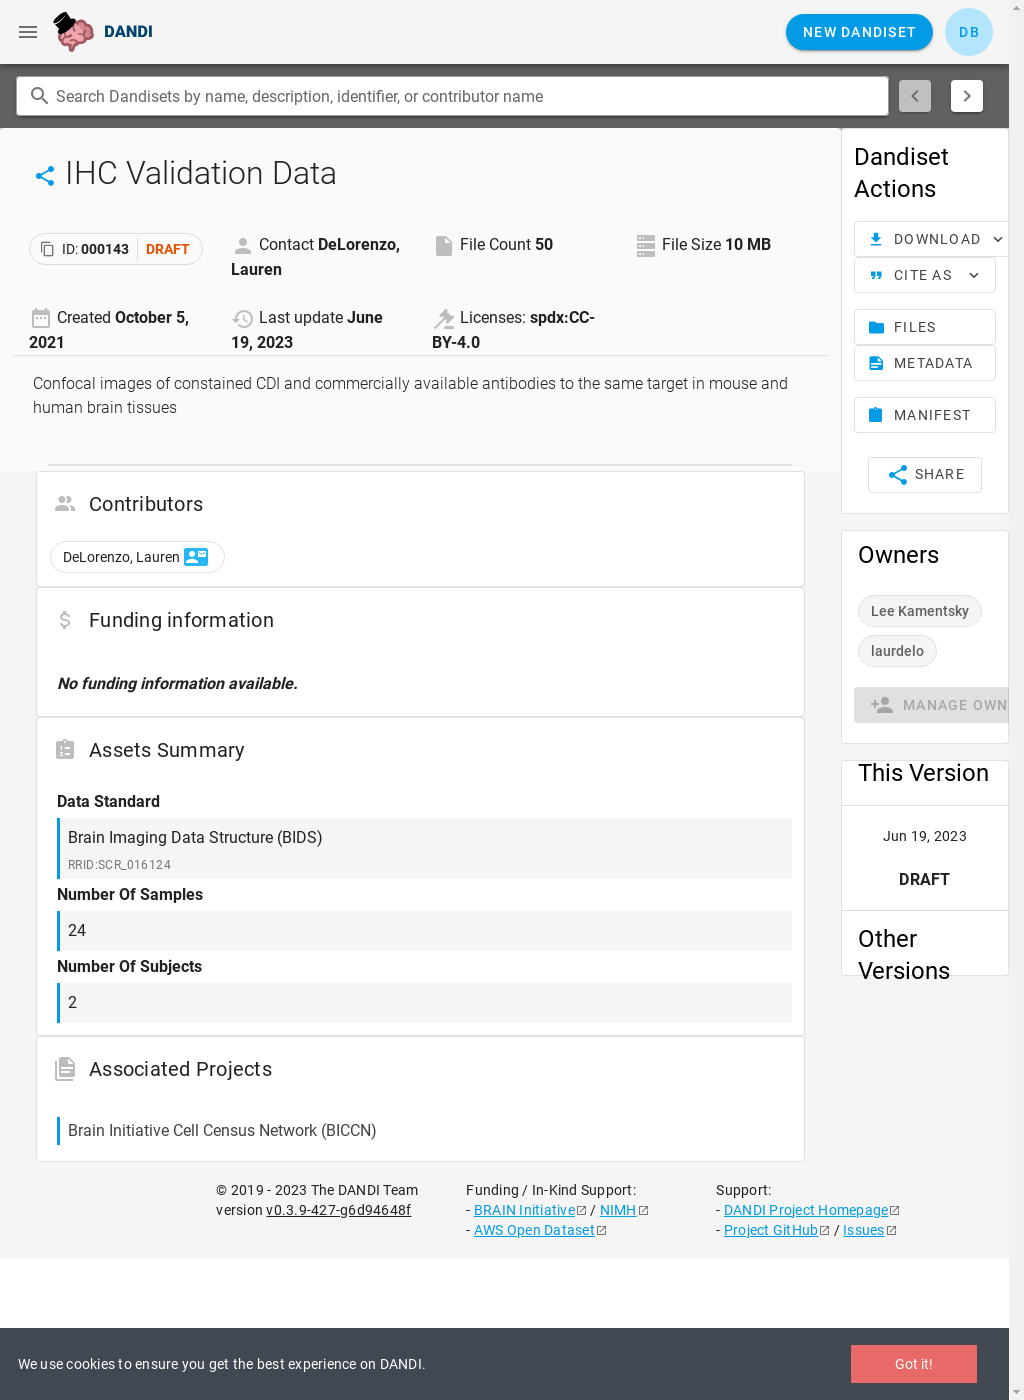 DANDI
NEW DANDISET
DB
Search Dandisets by name, description, identifier, or contributor name
IHC Validation Data
ID: 000143 DRAFT
Contact DeLorenzo, Lauren
File Count 50
File Size 10 MB
Created October 5, 2021
Last update June 19, 2023
Licenses: spdx:CC-BY-4.0
Confocal images of constained CDI and commercially available antibodies to the same target in mouse and
human brain tissues
Contributors
DeLorenzo, Lauren
Funding information
No funding information available.
Assets Summary
Data Standard
Brain Imaging Data Structure (BIDS)
RRID:SCR_016124
Number Of Samples
24
Number Of Subjects
2
Associated Projects
Brain Initiative Cell Census Network (BICCN)
Dandiset
Actions
DOWNLOAD
CITE AS
FILES
METADATA
MANIFEST
SHARE
Owners
Lee Kamentsky
laurdelo
MANAGE OWN
This Version
Jun 19, 2023
DRAFT
Other
Versions
© 2019 - 2023 The DANDI Team
version v0.3.9-427-g6d94648f
Funding / In-Kind Support:
- BRAIN Initiative / NIMH
- AWS Open Dataset
Support:
- DANDI Project Homepage
- Project GitHub / Issues
We use cookies to ensure you get the best experience on DANDI.
Got it!